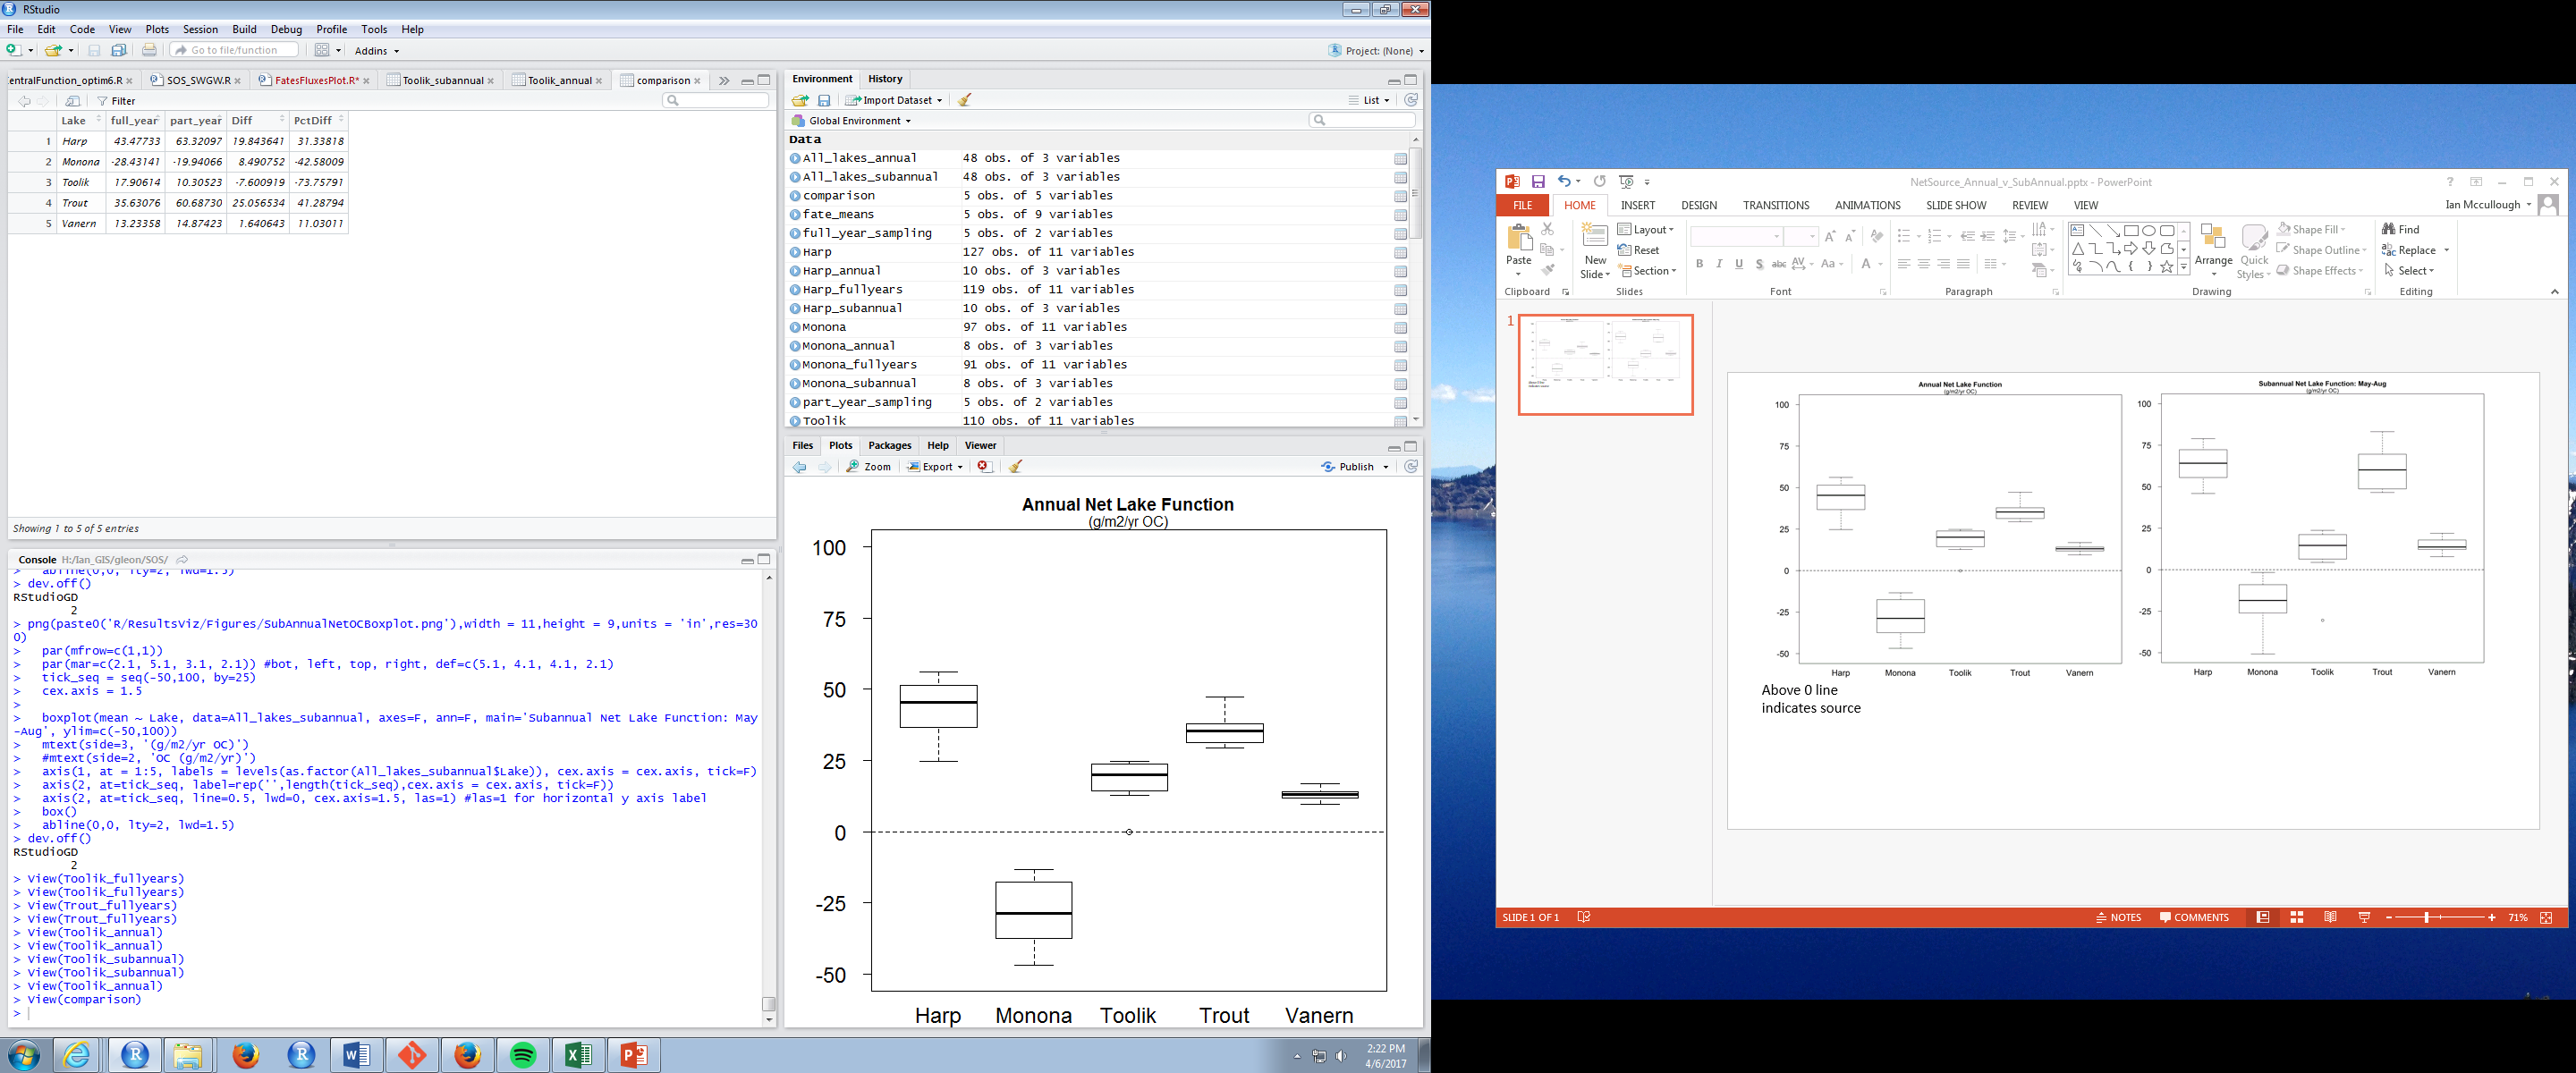 RStudio
File Edit Code View Plots Session Build Debug Profile Tools Help
Go to file/function Addins Project: (None)
entralFunction_optim6.R SOS_SWGW.R FatesFluxesPlot.R* Toolik_subannual Toolik_annual comparison
Filter
Lake full_year part_year Diff PctDiff
1 Harp 43.47733 63.32097 19.843641 31.33818
2 Monona -28.43141 -19.94066 8.490752 -42.58009
3 Toolik 17.90614 10.30523 -7.600919 -73.75791
4 Trout 35.63076 60.68730 25.056534 41.28794
5 Vanern 13.23358 14.87423 1.640643 11.03011
Showing 1 to 5 of 5 entries
Console H:/Ian_GIS/gleon/SOS/
> abline(0,0, lty=2, lwd=1.5)
> dev.off()
RStudioGD
2
> png(paste0('R/ResultsViz/Figures/SubAnnualNetOCBoxplot.png'),width = 11,height = 9,units = 'in',res=30
0)
> par(mfrow=c(1,1))
> par(mar=c(2.1, 5.1, 3.1, 2.1)) #bot, left, top, right, def=c(5.1, 4.1, 4.1, 2.1)
> tick_seq = seq(-50,100, by=25)
> cex.axis = 1.5
>
> boxplot(mean ~ Lake, data=All_lakes_subannual, axes=F, ann=F, main='Subannual Net Lake Function: May
-Aug', ylim=c(-50,100))
> mtext(side=3, '(g/m2/yr OC)')
> #mtext(side=2, 'OC (g/m2/yr)')
> axis(1, at = 1:5, labels = levels(as.factor(All_lakes_subannual$Lake)), cex.axis = cex.axis, tick=F)
> axis(2, at=tick_seq, label=rep('',length(tick_seq),cex.axis = cex.axis, tick=F))
> axis(2, at=tick_seq, line=0.5, lwd=0, cex.axis=1.5, las=1) #las=1 for horizontal y axis label
> box()
> abline(0,0, lty=2, lwd=1.5)
> dev.off()
RStudioGD
2
> View(Toolik_fullyears)
> View(Toolik_fullyears)
> View(Trout_fullyears)
> View(Trout_fullyears)
> View(Toolik_annual)
> View(Toolik_annual)
> View(Toolik_subannual)
> View(Toolik_subannual)
> View(Toolik_annual)
> View(comparison)
>
Environment History
Import Dataset List
Global Environment
Data
All_lakes_annual 48 obs. of 3 variables
All_lakes_subannual 48 obs. of 3 variables
comparison 5 obs. of 5 variables
fate_means 5 obs. of 9 variables
full_year_sampling 5 obs. of 2 variables
Harp 127 obs. of 11 variables
Harp_annual 10 obs. of 3 variables
Harp_fullyears 119 obs. of 11 variables
Harp_subannual 10 obs. of 3 variables
Monona 97 obs. of 11 variables
Monona_annual 8 obs. of 3 variables
Monona_fullyears 91 obs. of 11 variables
Monona_subannual 8 obs. of 3 variables
part_year_sampling 5 obs. of 2 variables
Toolik 110 obs. of 11 variables
Files Plots Packages Help Viewer
Zoom Export Publish
Annual Net Lake Function
(g/m2/yr OC)
100
75
50
25
0
-25
-50
Harp Monona Toolik Trout Vanern
2:22 PM
4/6/2017
NetSource_Annual_v_SubAnnual.pptx - PowerPoint
FILE HOME INSERT DESIGN TRANSITIONS ANIMATIONS SLIDE SHOW REVIEW VIEW Ian Mccullough
Paste
New
Slide
Layout
Reset
Section
Arrange
Quick
Styles
Shape Fill
Shape Outline
Shape Effects
Find
Replace
Select
Clipboard Slides Font Paragraph Drawing Editing
1
Annual Net Lake Function
(g/m2/yr OC)
100
75
50
25
0
-25
-50
Harp Monona Toolik Trout Vanern
Subannual Net Lake Function: May-Aug
(g/m2/yr OC)
100
75
50
25
0
-25
-50
Harp Monona Toolik Trout Vanern
Above 0 line
indicates source
SLIDE 1 OF 1 NOTES COMMENTS 71%